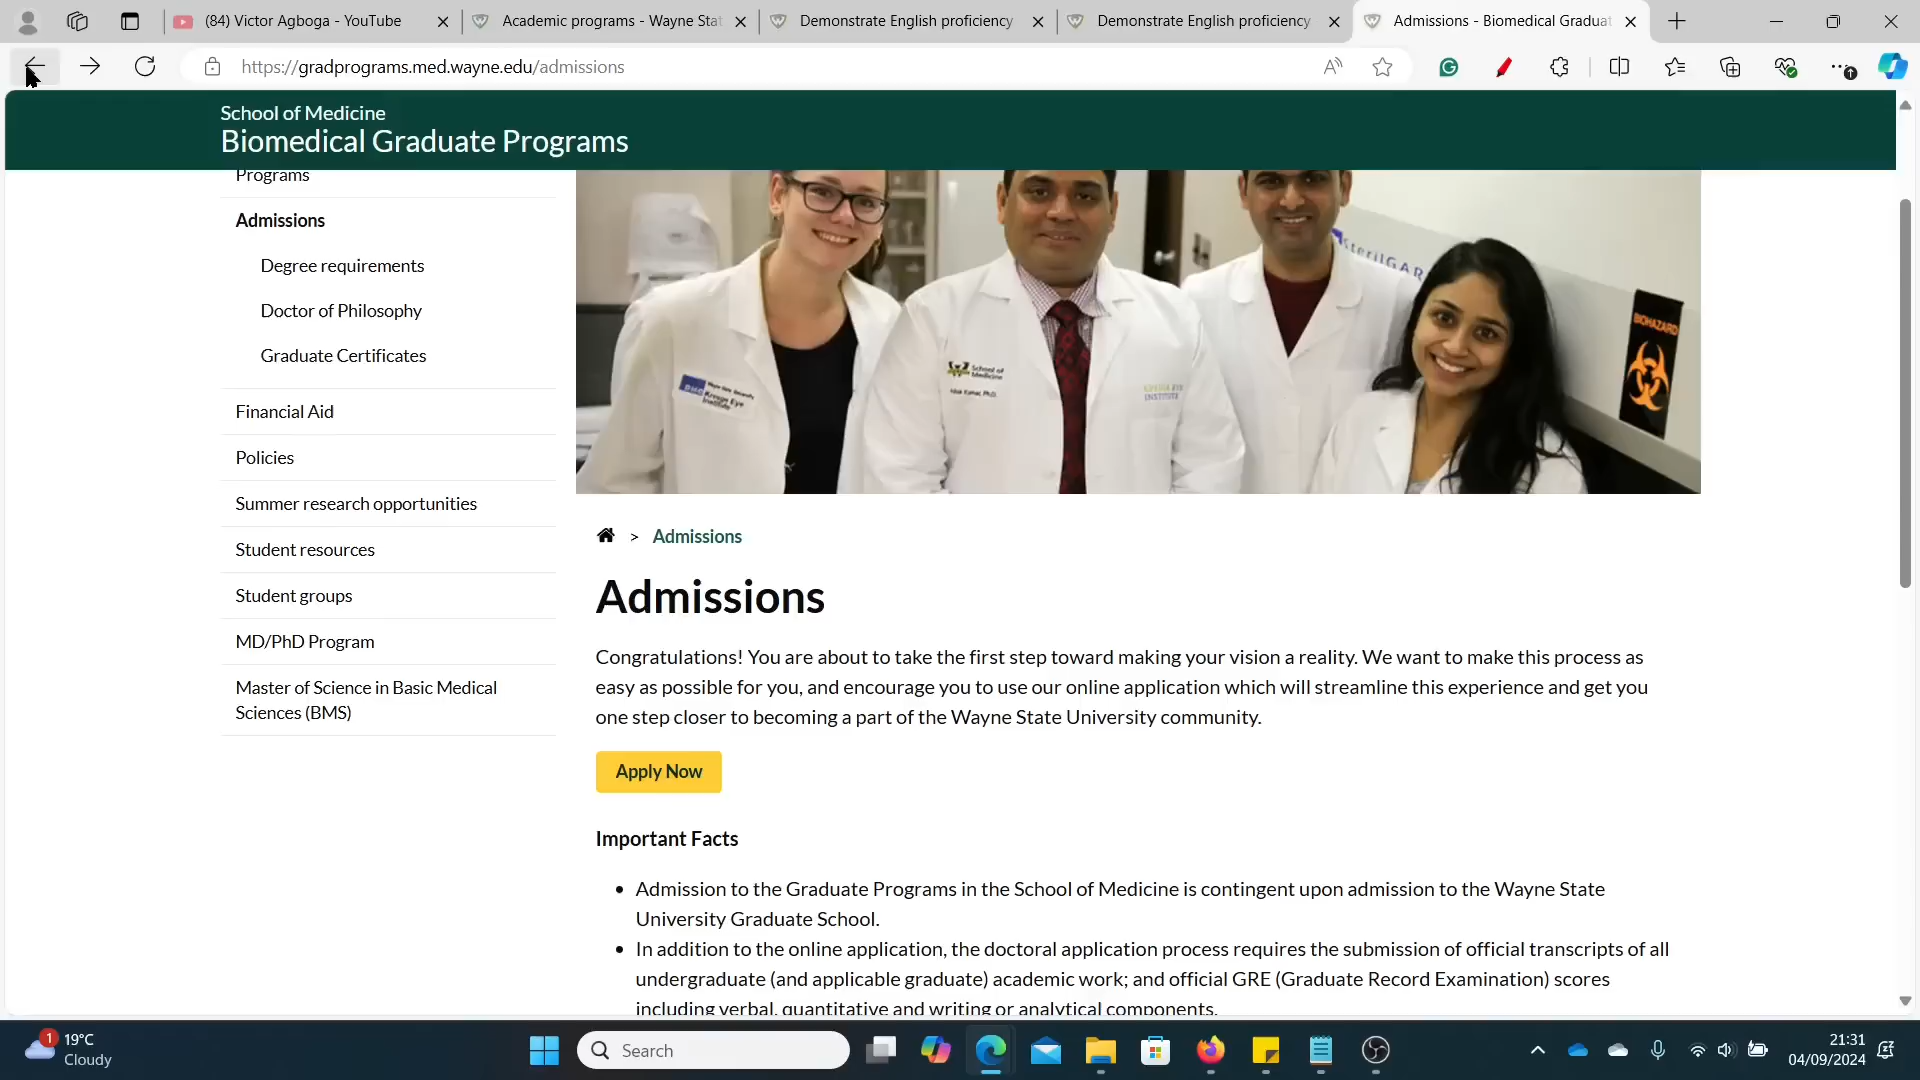 (84) Victor Agboga - YouTube
Academic programs - Wayne Stat
Demonstrate English proficiency
Demonstrate English proficiency
Admissions - Biomedical Graduat
https://gradprograms.med.wayne.edu/admissions
School of Medicine
Biomedical Graduate Programs
Programs
Admissions
Degree requirements
Doctor of Philosophy
Graduate Certificates
Financial Aid
Policies
Summer research opportunities
Student resources
Student groups
MD/PhD Program
Master of Science in Basic Medical
Sciences (BMS)
School of
Medicine
BIOHAZARD
> Admissions
Admissions
Congratulations! You are about to take the first step toward making your vision a reality. We want to make this process as
easy as possible for you, and encourage you to use our online application which will streamline this experience and get you
one step closer to becoming a part of the Wayne State University community.
Apply Now
Important Facts
• Admission to the Graduate Programs in the School of Medicine is contingent upon admission to the Wayne State
University Graduate School.
• In addition to the online application, the doctoral application process requires the submission of official transcripts of all
undergraduate (and applicable graduate) academic work; and official GRE (Graduate Record Examination) scores
including verbal, quantitative and writing or analytical components.
1
19°C
Cloudy
Search
21:31
04/09/2024